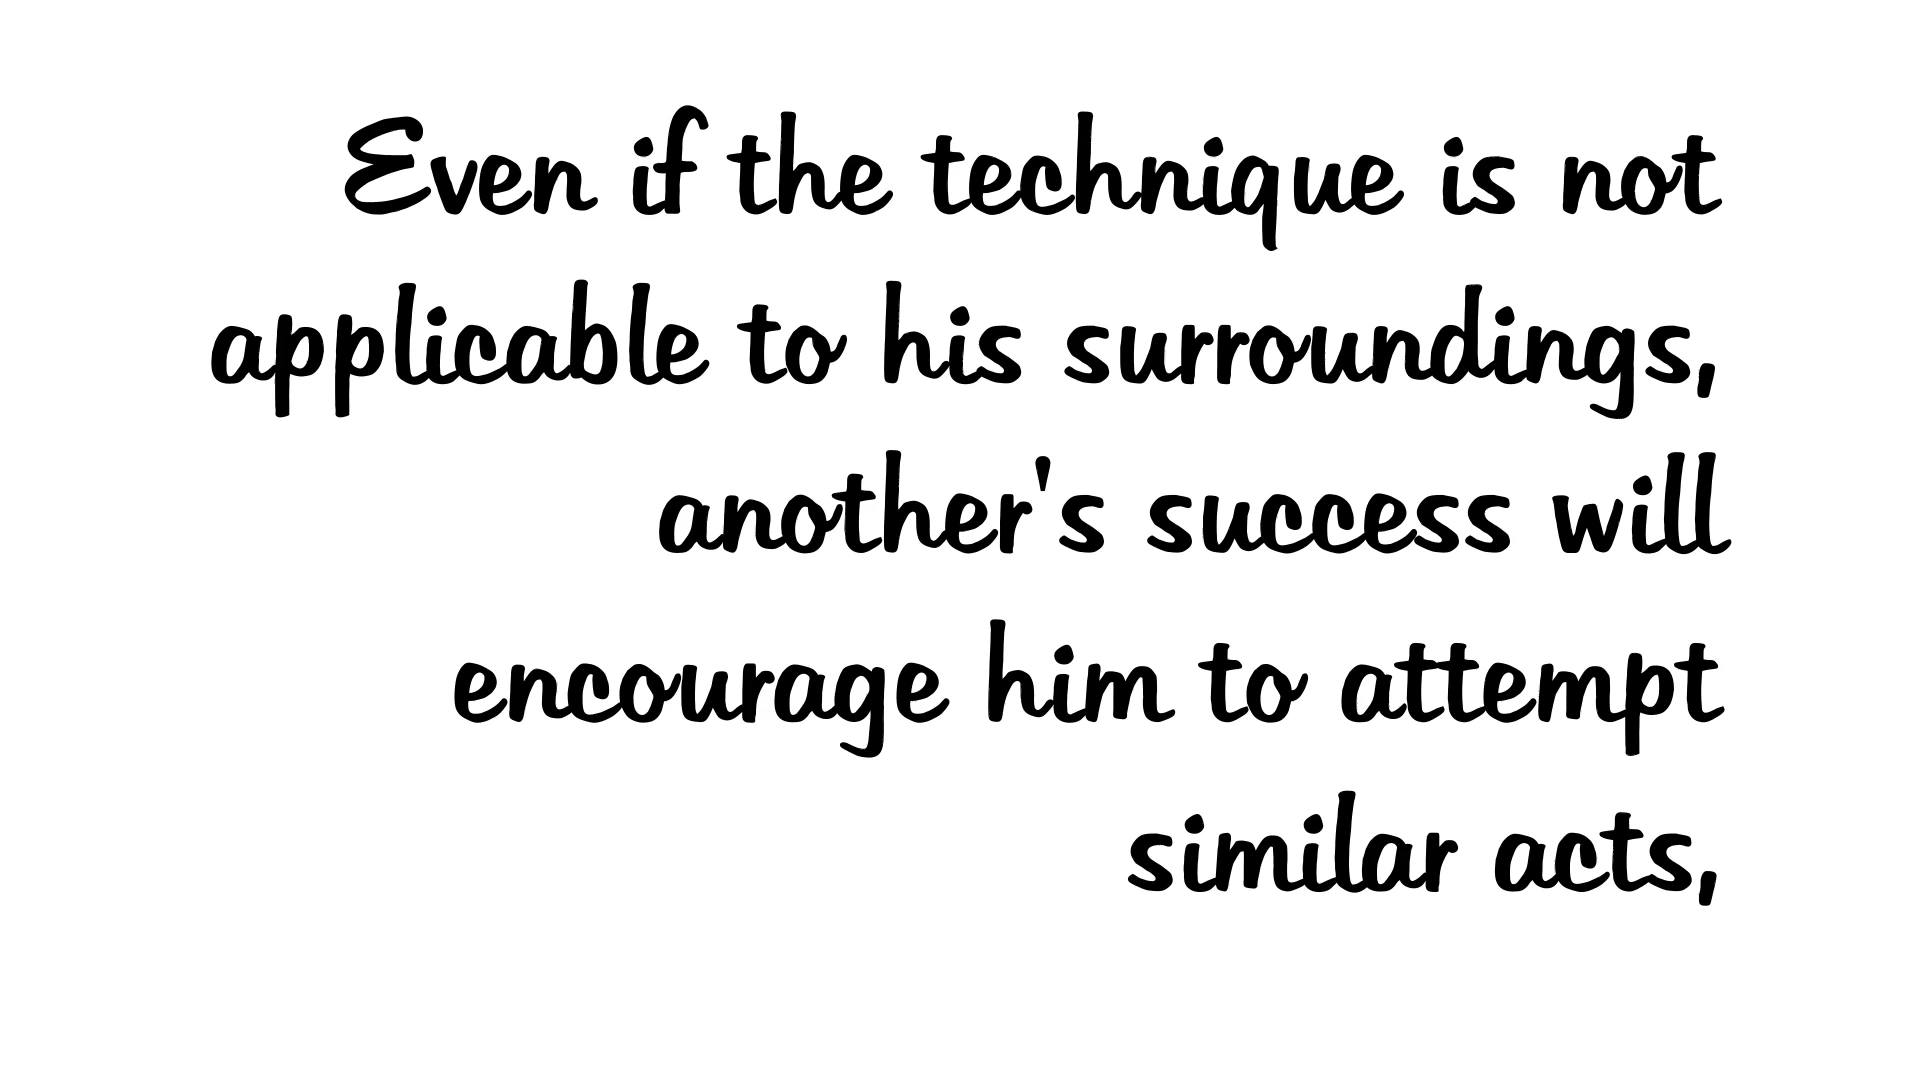 Even if the technique is not
applicable to his surroundings,
another's success will
encourage him to attempt
similar acts,